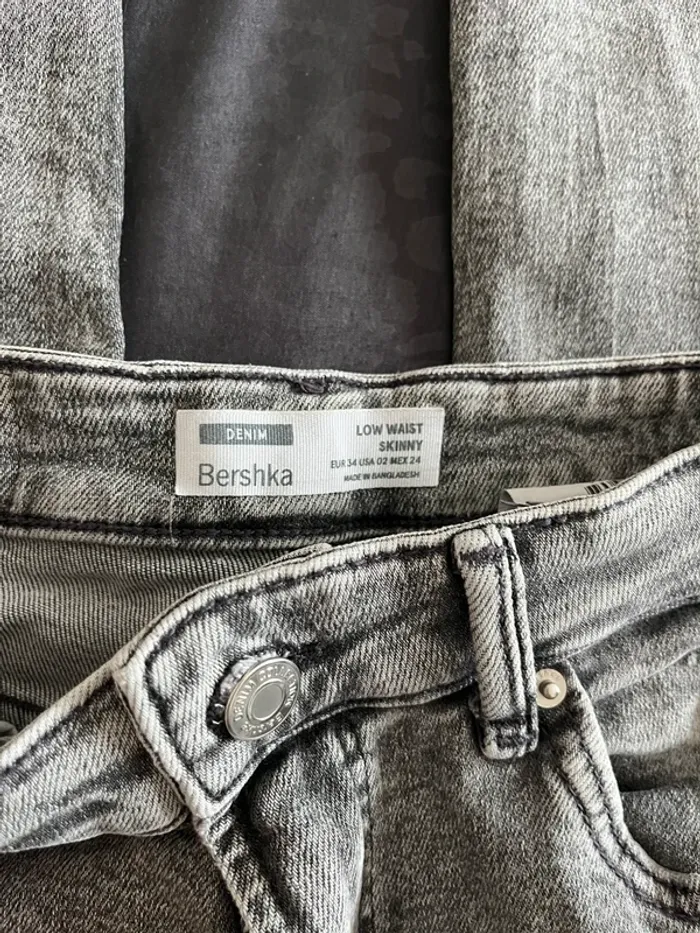 DENIM
Bershka
LOW WAIST
SKINNY
EUR 34 USA 02 MEX 24
MADE IN BANGLADESH